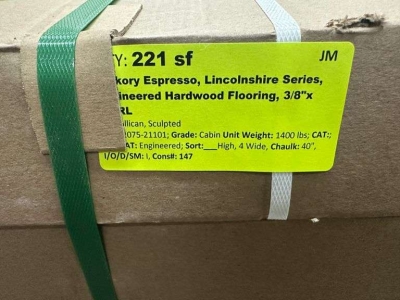 Y: 221 sf JM
kory Espresso, Lincolnshire Series,
ineered Hardwood Flooring, 3/8"x
RL
ullican, Sculpted
075-21101; Grade: Cabin Unit Weight: 1400 lbs; CAT:;
AT: Engineered; Sort:___High, 4 Wide, Chaulk: 40",
I/O/D/SM: I, Cons#: 147